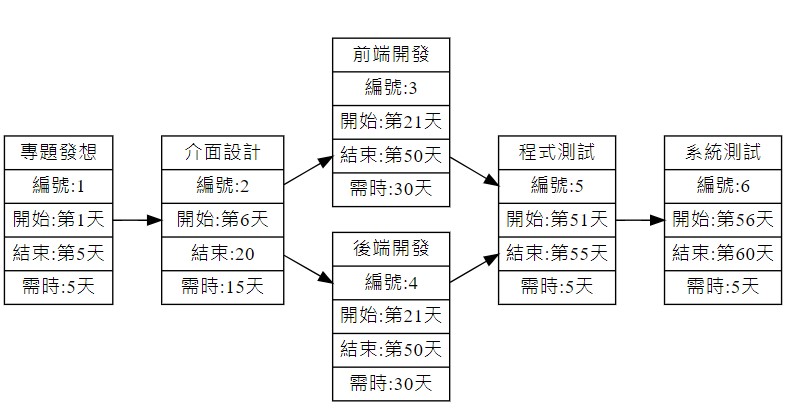 專題發想
編號:1
開始:第1天
結束:第5天
需時:5天
介面設計
編號:2
開始:第6天
結束:20
需時:15天
前端開發
編號:3
開始:第21天
結束:第50天
需時:30天
後端開發
編號:4
開始:第21天
結束:第50天
需時:30天
程式測試
編號:5
開始:第51天
結束:第55天
需時:5天
系統測試
編號:6
開始:第56天
結束:第60天
需時:5天